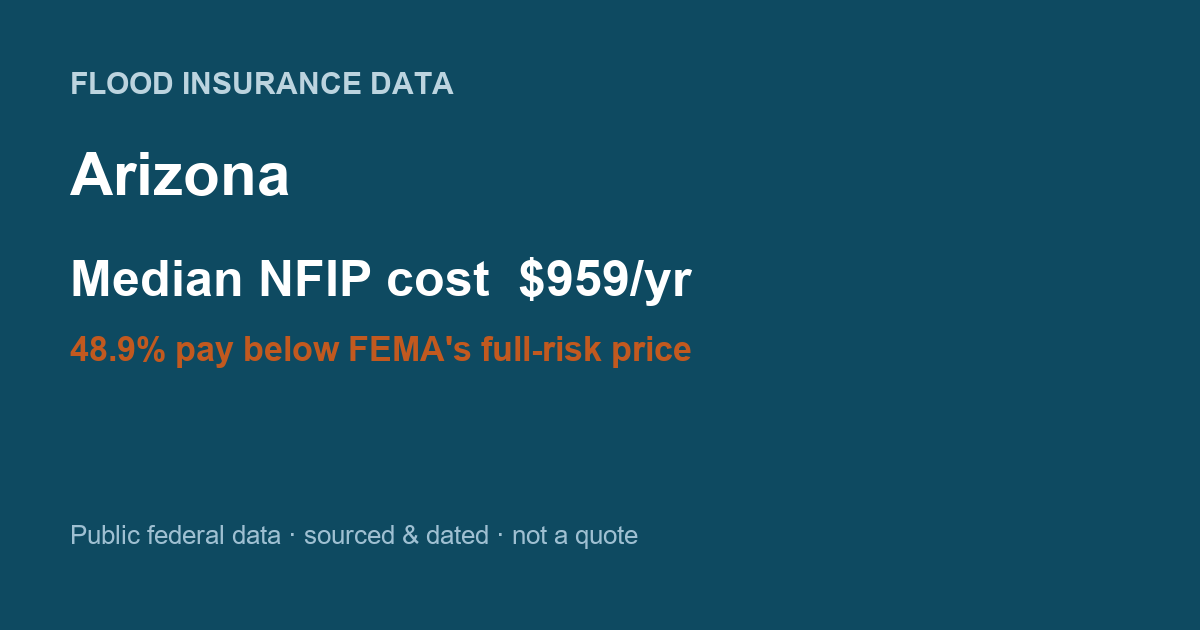 FLOOD INSURANCE DATA
Arizona
Median NFIP cost  $959/yr
48.9% pay below FEMA's full-risk price
Public federal data · sourced & dated · not a quote